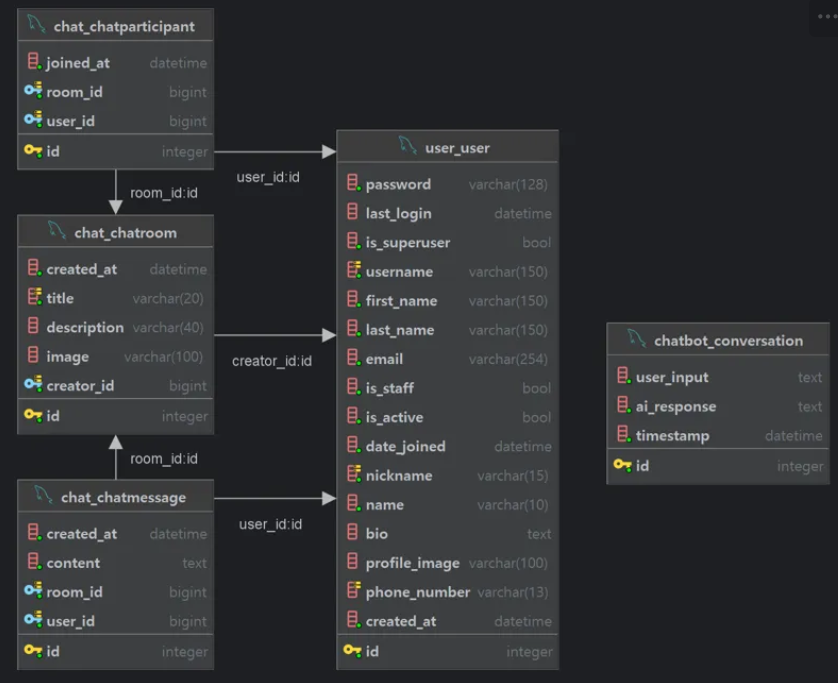 chat_chatparticipant
joined_at datetime
room_id bigint
user_id bigint
id integer
user_id:id
room_id:id
chat_chatroom
created_at datetime
title varchar(20)
description varchar(40)
image varchar(100)
creator_id bigint
id integer
creator_id:id
room_id:id
chat_chatmessage
created_at datetime
content text
room_id bigint
user_id bigint
id integer
user_id:id
user_user
password varchar(128)
last_login datetime
is_superuser bool
username varchar(150)
first_name varchar(150)
last_name varchar(150)
email varchar(254)
is_staff bool
is_active bool
date_joined datetime
nickname varchar(15)
name varchar(10)
bio text
profile_image varchar(100)
phone_number varchar(13)
created_at datetime
id integer
chatbot_conversation
user_input text
ai_response text
timestamp datetime
id integer